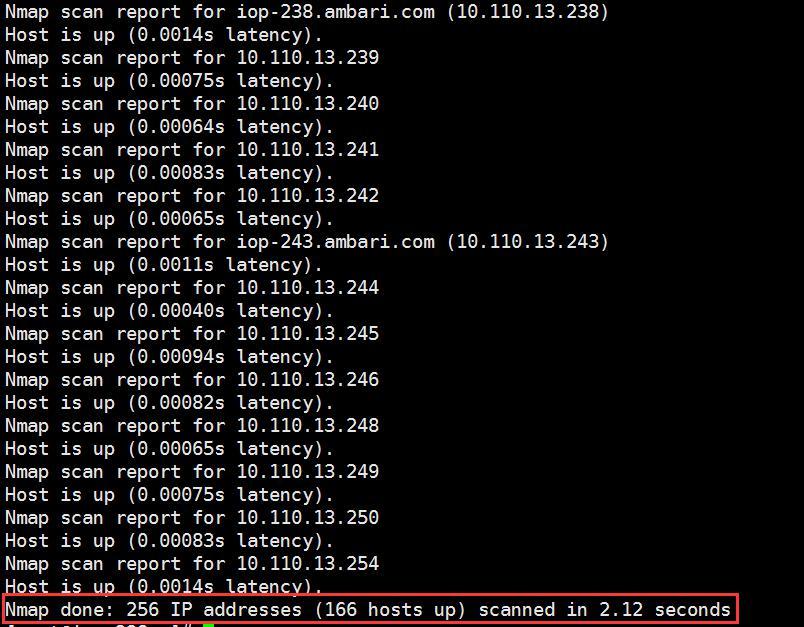 Nmap scan report for iop-238.ambari.com (10.110.13.238)
Host is up (0.0014s latency).
Nmap scan report for 10.110.13.239
Host is up (0.00075s latency).
Nmap scan report for 10.110.13.240
Host is up (0.00064s latency).
Nmap scan report for 10.110.13.241
Host is up (0.00083s latency).
Nmap scan report for 10.110.13.242
Host is up (0.00065s latency).
Nmap scan report for iop-243.ambari.com (10.110.13.243)
Host is up (0.0011s latency).
Nmap scan report for 10.110.13.244
Host is up (0.00040s latency).
Nmap scan report for 10.110.13.245
Host is up (0.00094s latency).
Nmap scan report for 10.110.13.246
Host is up (0.00082s latency).
Nmap scan report for 10.110.13.248
Host is up (0.00065s latency).
Nmap scan report for 10.110.13.249
Host is up (0.00075s latency).
Nmap scan report for 10.110.13.250
Host is up (0.00083s latency).
Nmap scan report for 10.110.13.254
Host is up (0.0014s latency).
Nmap done: 256 IP addresses (166 hosts up) scanned in 2.12 seconds